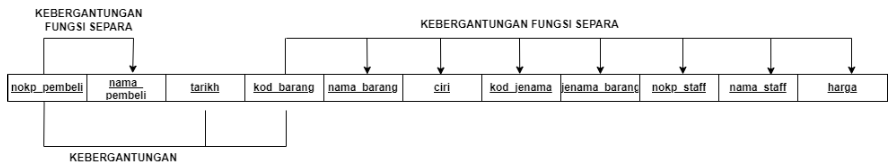 KEBERGANTUNGAN
FUNGSI SEPARA
KEBERGANTUNGAN FUNGSI SEPARA
nokp_pembeli
nama_
pembeli
tarikh
kod_barang
nama_barang
ciri
kod_jenama
jenama_barang
nokp_staff
nama_staff
harga
KEBERGANTUNGAN